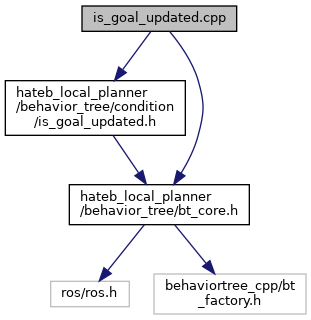 is_goal_updated.cpp
hateb_local_planner
/behavior_tree/condition
/is_goal_updated.h
hateb_local_planner
/behavior_tree/bt_core.h
ros/ros.h
behaviortree_cpp/bt
_factory.h